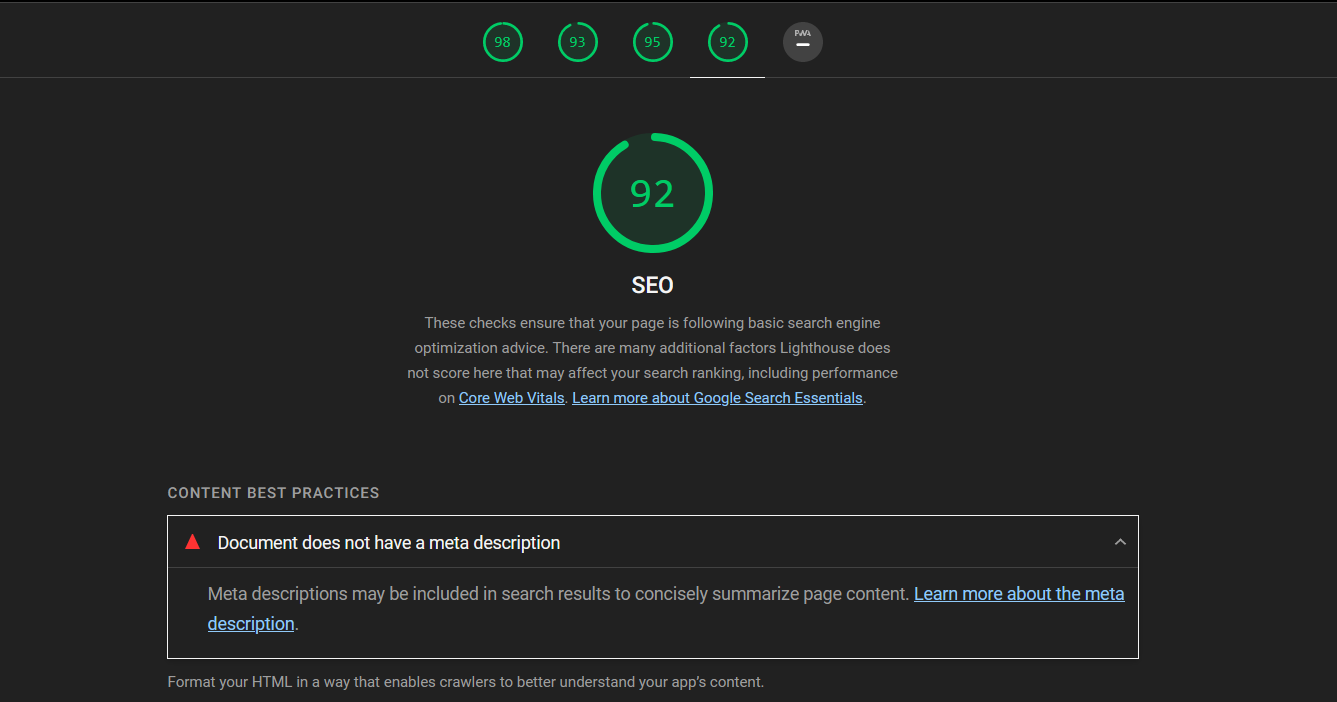 98 93 95 92 PWA
92
SEO
These checks ensure that your page is following basic search engine
optimization advice. There are many additional factors Lighthouse does
not score here that may affect your search ranking, including performance
on Core Web Vitals. Learn more about Google Search Essentials.
CONTENT BEST PRACTICES
Document does not have a meta description
Meta descriptions may be included in search results to concisely summarize page content. Learn more about the meta
description.
Format your HTML in a way that enables crawlers to better understand your app’s content.